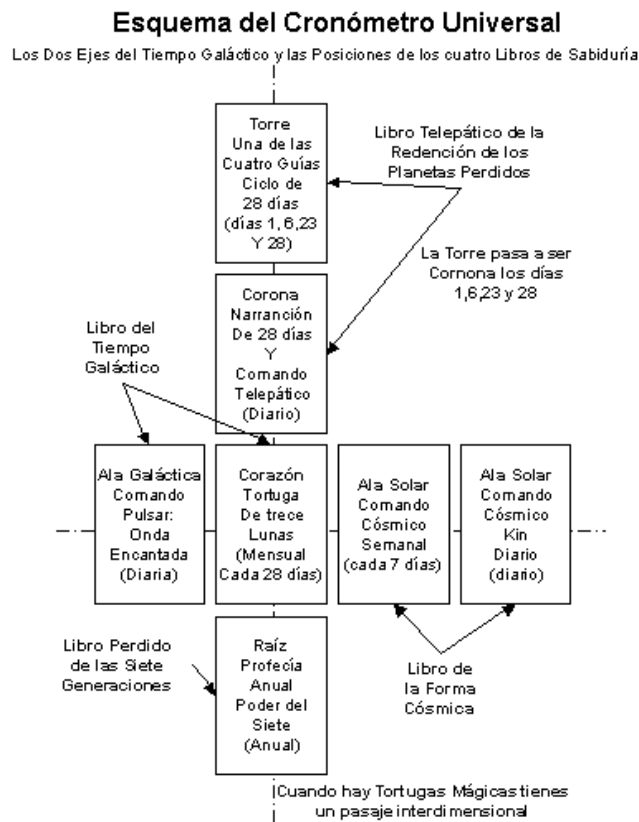 Esquema del Cronómetro Universal
Los Dos Ejes del Tiempo Galáctico y las Posiciones de los cuatro Libros de Sabiduría
Torre
Una de las
Cuatro Guías
Ciclo de
28 días
(días 1, 6,23
Y 28)
Libro Telepático de la
Redención de los
Planetas Perdidos
La Torre pasa a ser
Cornona los días
1,6,23 y 28
Corona
Narranción
De 28 días
Y
Comando
Telepático
(Diario)
Libro del
Tiempo
Galáctico
Ala Galáctica
Comando
Pulsar:
Onda
Encantada
(Diaria)
Corazón
Tortuga
De trece
Lunas
(Mensual
Cada 28 días)
Ala Solar
Comando
Cósmico
Semanal
(cada 7 días)
Ala Solar
Comando
Cósmico
Kin
Diario
(diario)
Libro Perdido
de las Siete
Generaciones
Raíz
Profecía
Anual
Poder del
Siete
(Anual)
Libro de
la Forma
Cósmica
Cuando hay Tortugas Mágicas tienes
un pasaje interdimensional